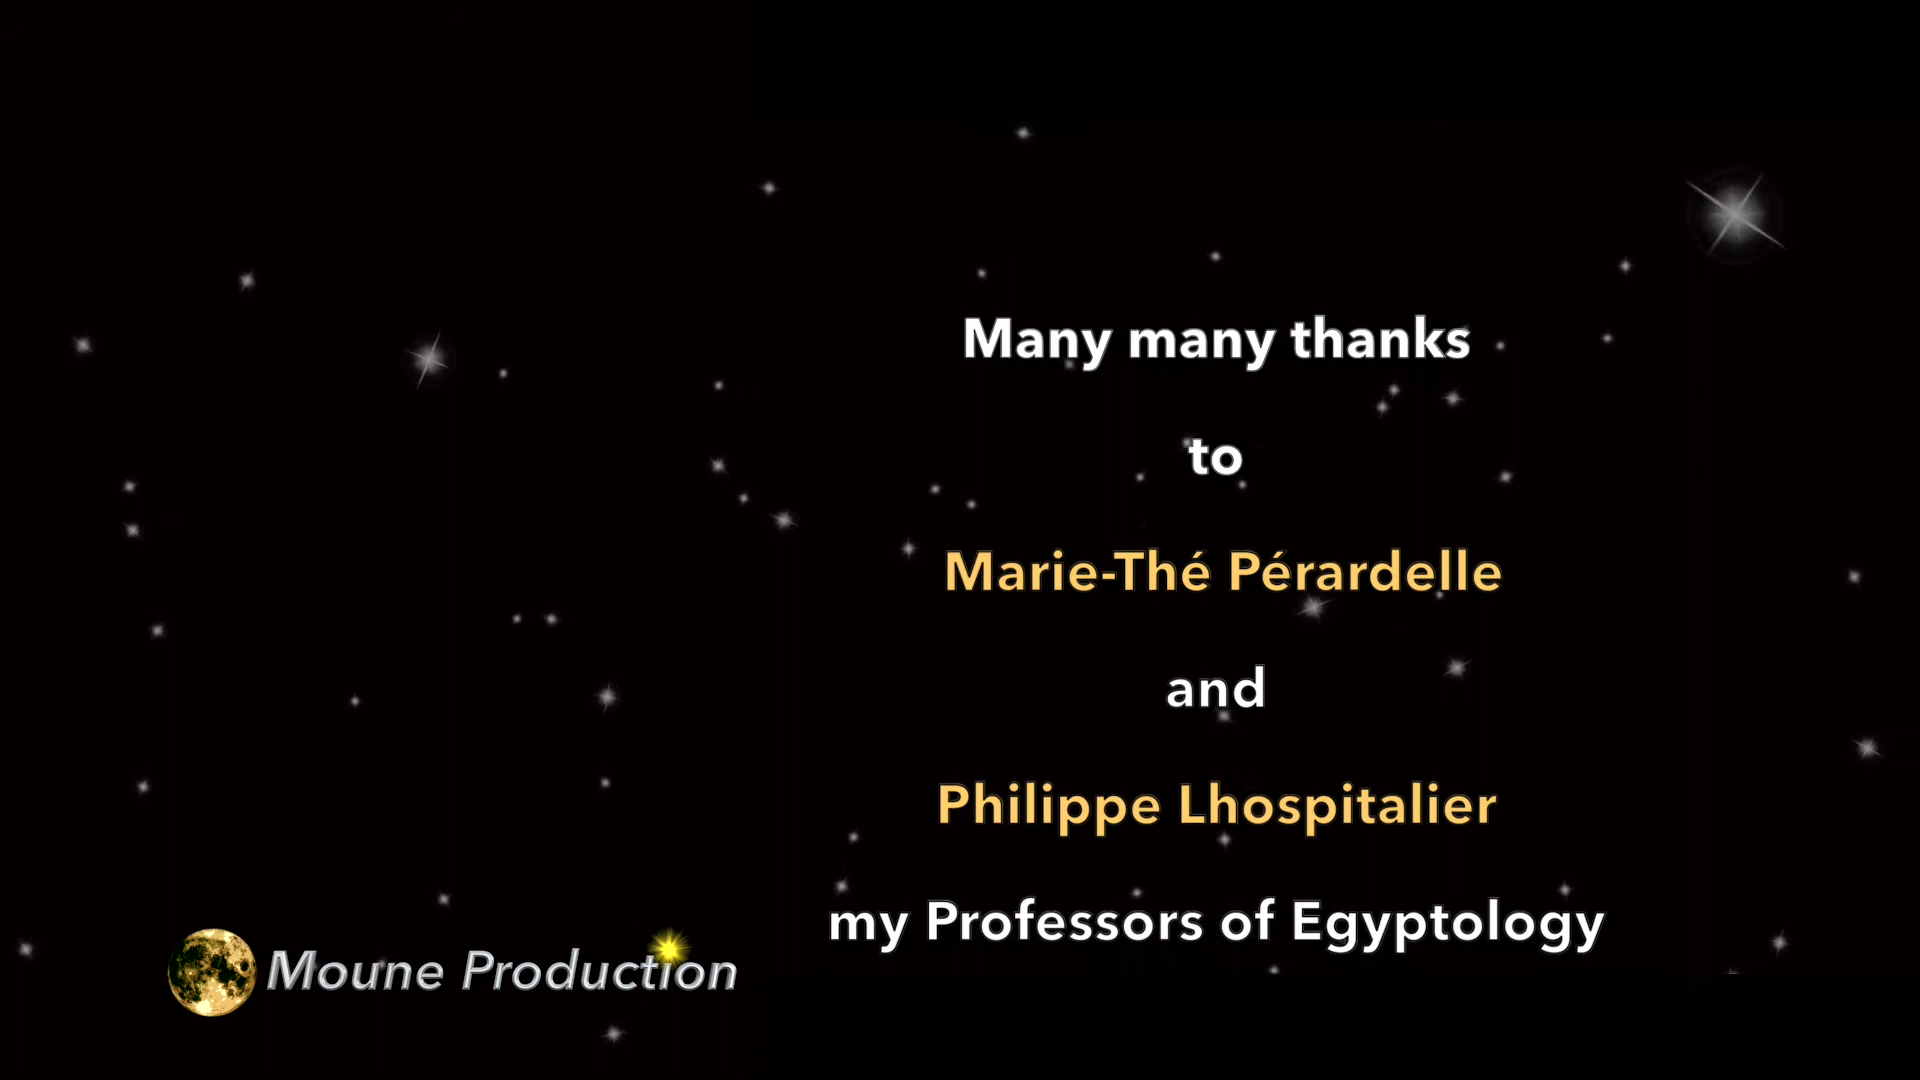 Many many thanks
to
Marie-Thé Pérardelle
and
Philippe Lhospitalier
my Professors of Egyptology
Moune Production